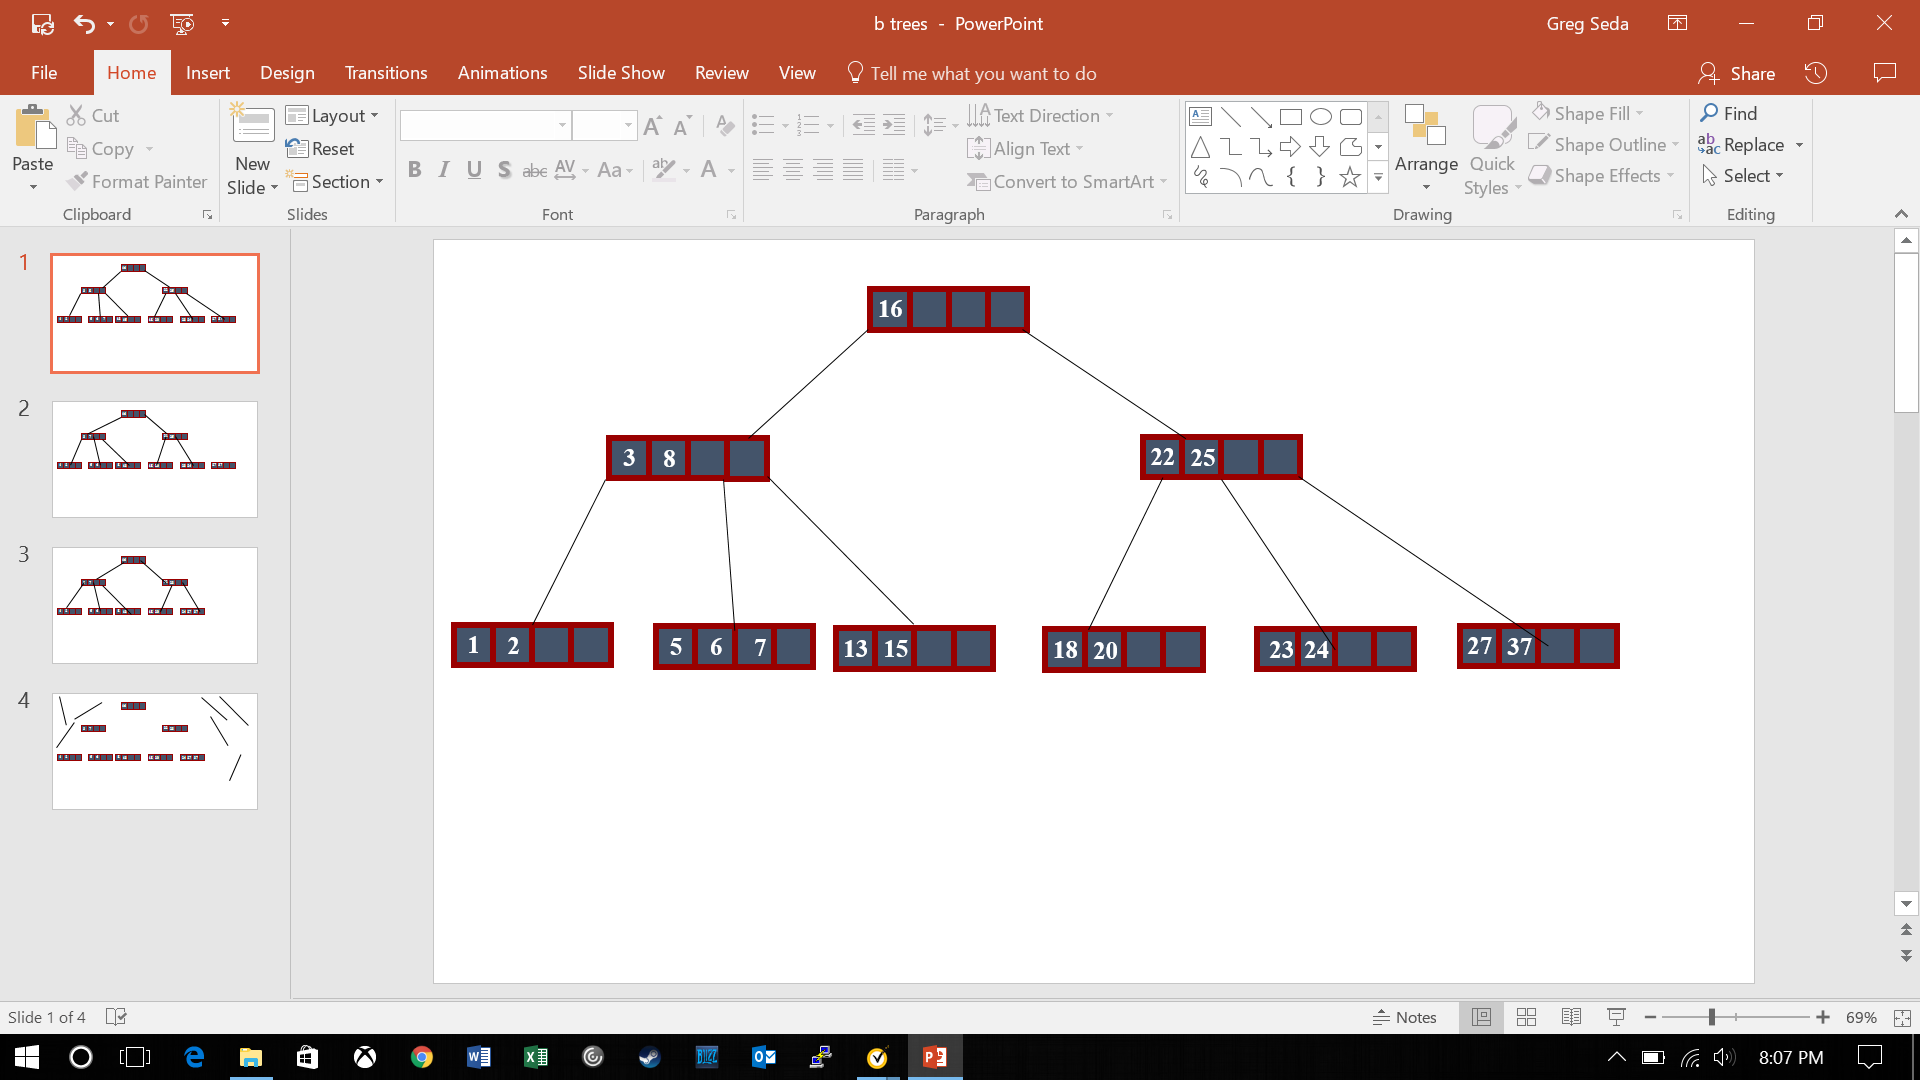 b trees - PowerPoint
Greg Seda
File Home Insert Design Transitions Animations Slide Show Review View Tell me what you want to do Share
Paste
Cut
Copy
Format Painter
Clipboard
New Slide
Layout
Reset
Section
Slides
B I U S abc AV Aa A
Font
Text Direction
Align Text
Convert to SmartArt
Paragraph
Arrange
Quick Styles
Shape Fill
Shape Outline
Shape Effects
Drawing
Find
Replace
Select
Editing
1
2
3
4
16
3 8
22 25
1 2
5 6 7
13 15
18 20
23 24
27 37
Slide 1 of 4
Notes
69%
8:07 PM